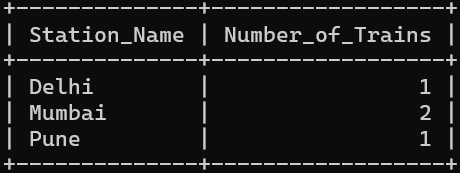 +--------------+------------------+
| Station_Name | Number_of_Trains |
+--------------+------------------+
| Delhi        |                1 |
| Mumbai       |                2 |
| Pune         |                1 |
+--------------+------------------+